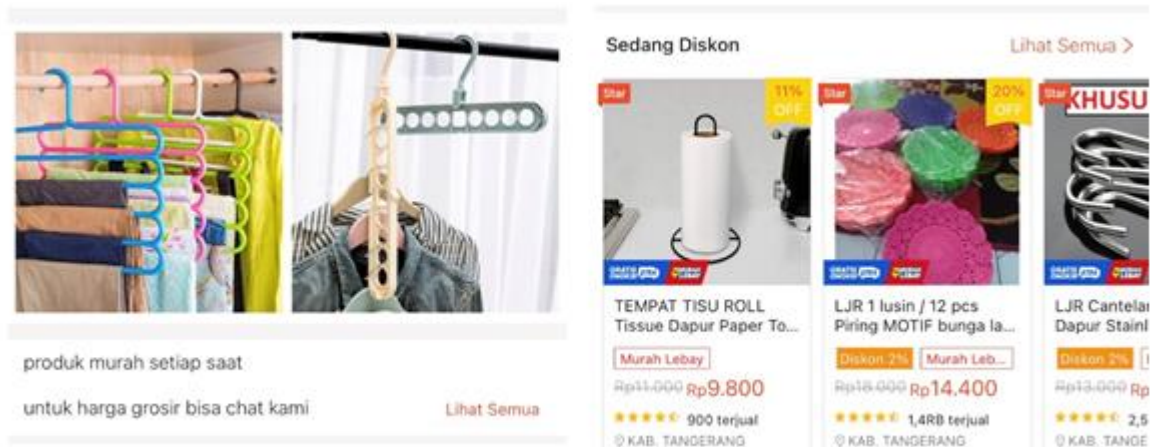 produk murah setiap saat
untuk harga grosir bisa chat kami
Lihat Semua
Sedang Diskon
Lihat Semua >
Star
11%
OFF
TEMPAT TISU ROLL
Tissue Dapur Paper To...
Murah Lebay
Rp11.000 Rp9.800
900 terjual
KAB. TANGERANG
Star
20%
OFF
LJR 1 lusin / 12 pcs
Piring MOTIF bunga la...
Diskon 2% Murah Leb...
Rp18.000 Rp14.400
1,4RB terjual
KAB. TANGERANG
Star
KHUSU
LJR Cantela
Dapur Stainl
Diskon 2%
Rp13.000 Rp
2,5
KAB. TANGE